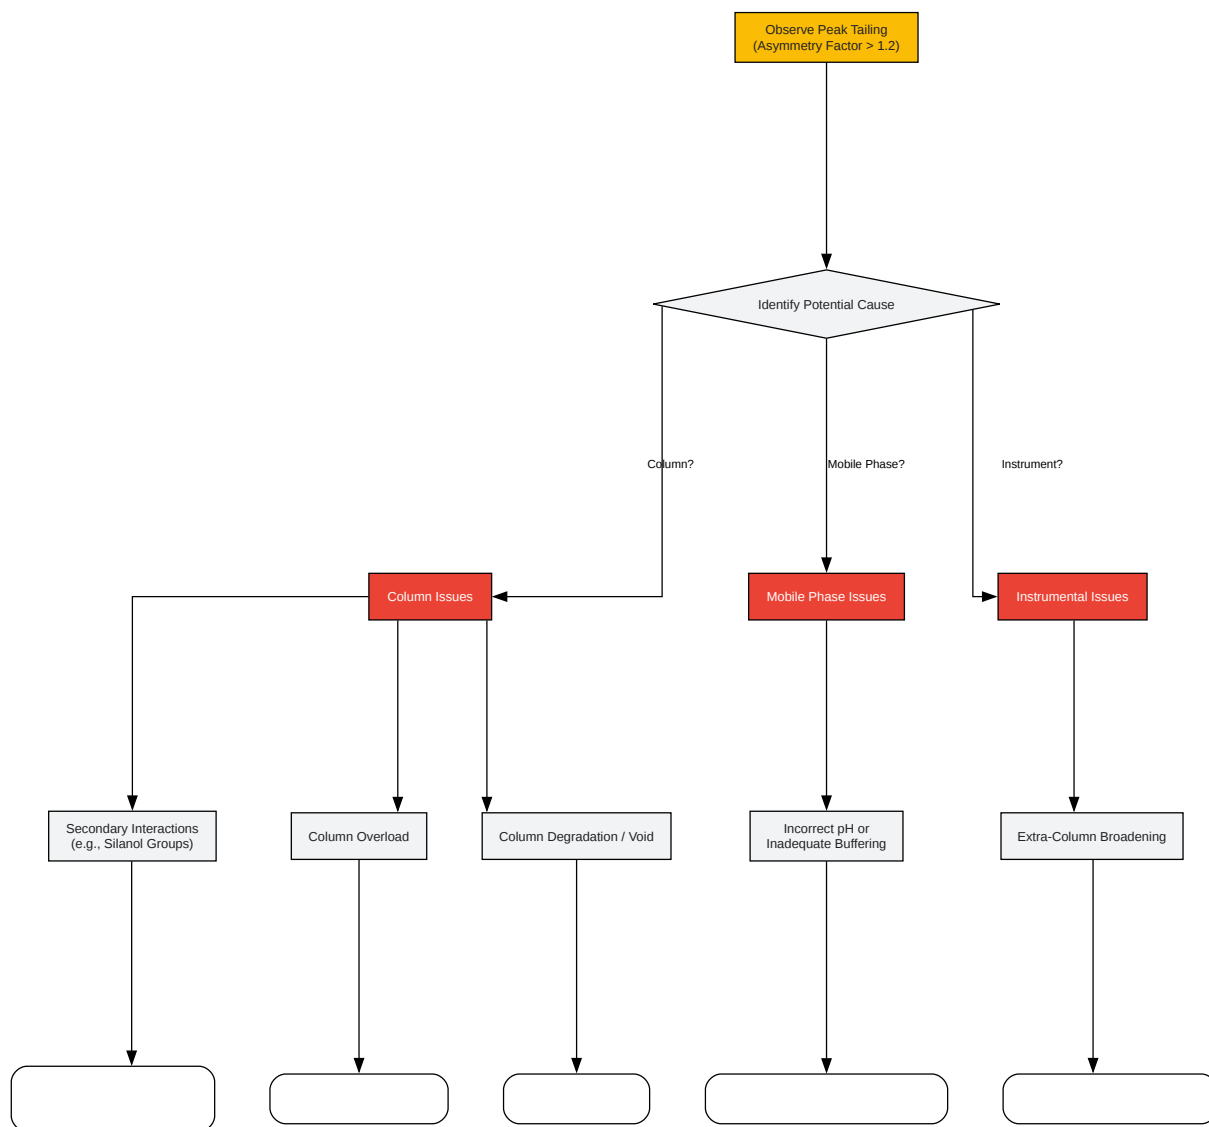 Observe Peak Tailing
(Asymmetry Factor > 1.2)
Identify Potential Cause
Column?
Mobile Phase?
Instrument?
Column Issues
Mobile Phase Issues
Instrumental Issues
Secondary Interactions
(e.g., Silanol Groups)
Column Overload
Column Degradation / Void
Incorrect pH or
Inadequate Buffering
Extra-Column Broadening